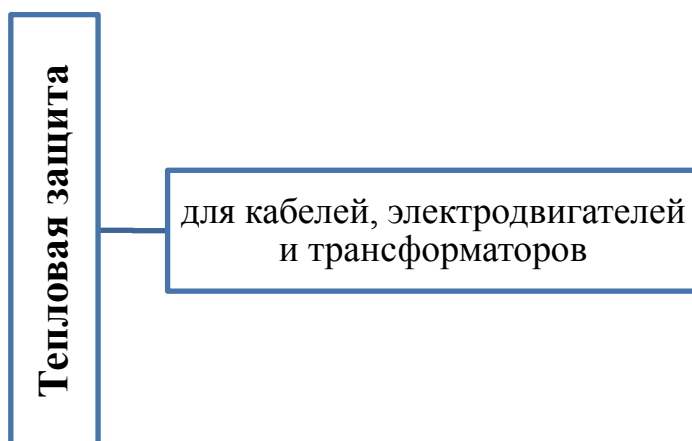 Тепловая защита
для кабелей, электродвигателей
и трансформаторов